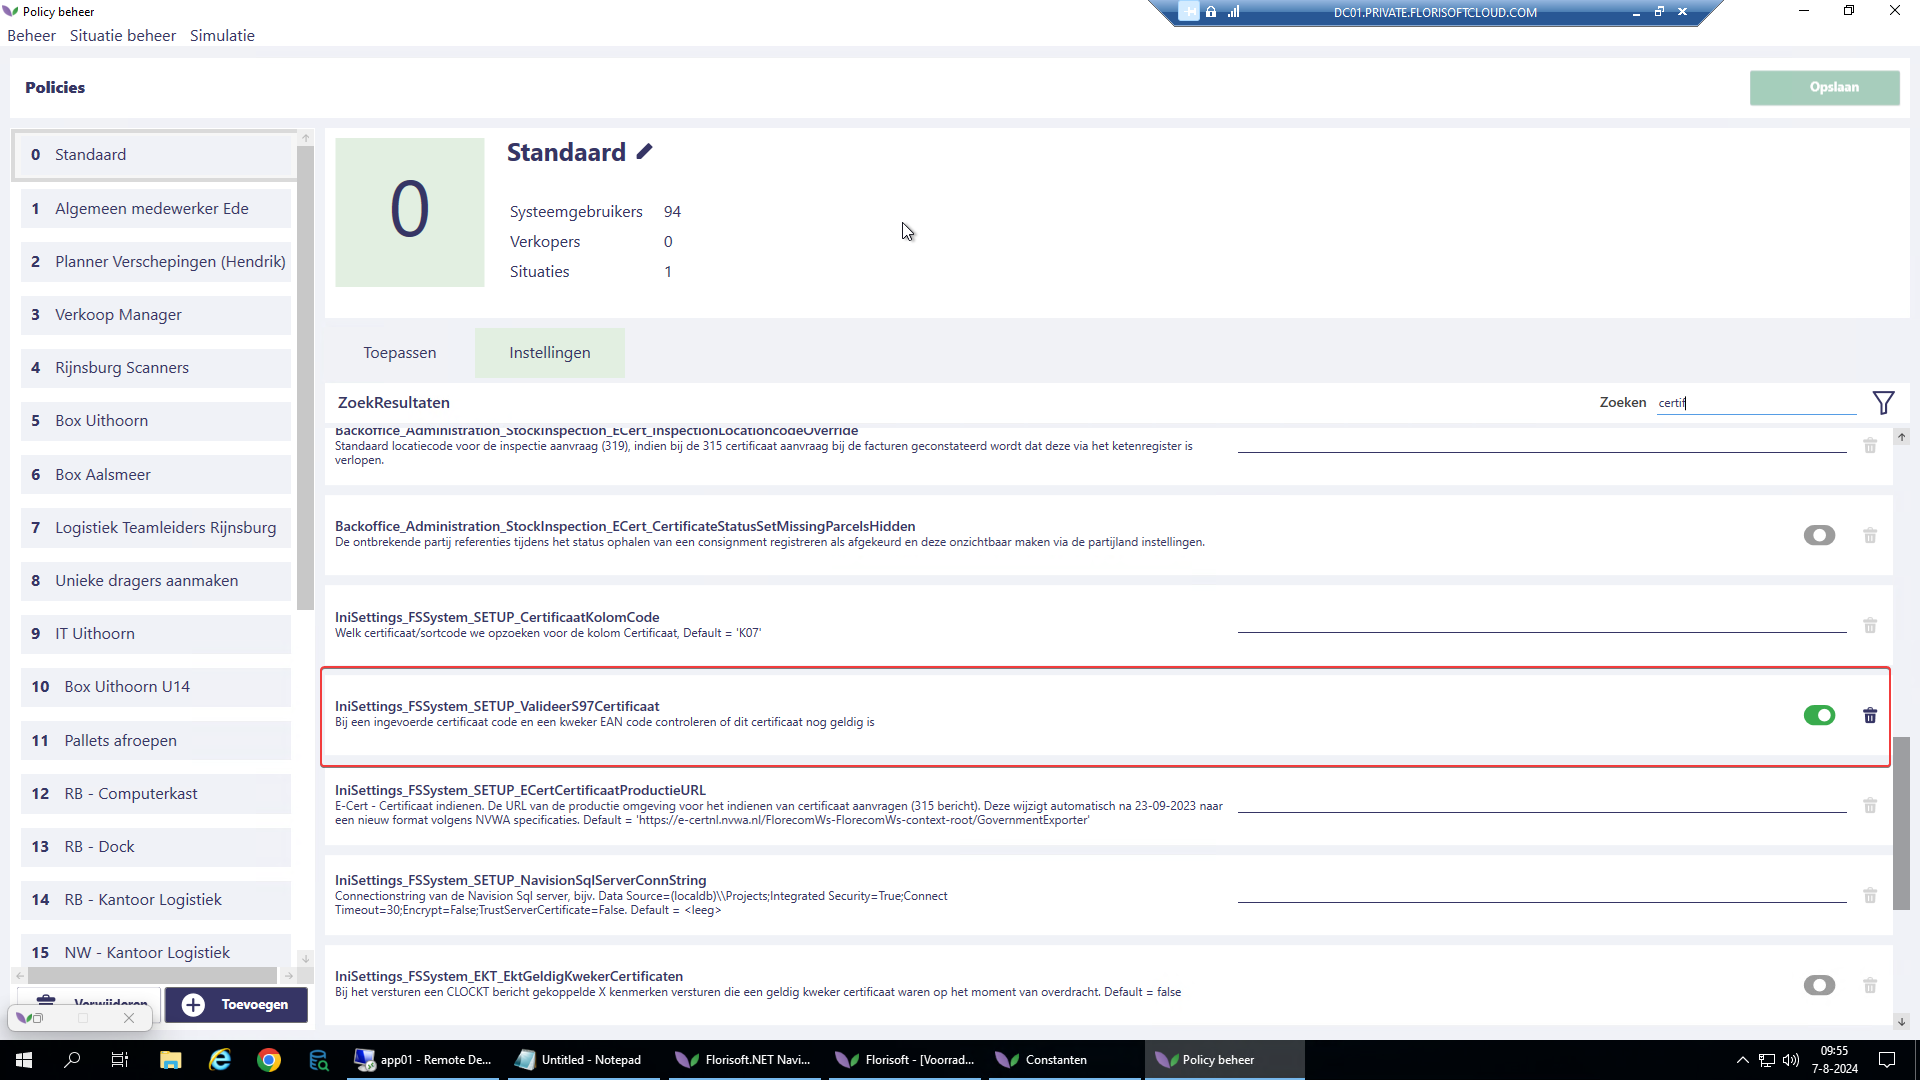 Policy beheer
DC01.PRIVATE.FLORISOFTCLOUD.COM
Beheer Situatie beheer Simulatie
Policies
Opslaan
0 Standaard
1 Algemeen medewerker Ede
2 Planner Verschepingen (Hendrik)
3 Verkoop Manager
4 Rijnsburg Scanners
5 Box Uithoorn
6 Box Aalsmeer
7 Logistiek Teamleiders Rijnsburg
8 Unieke dragers aanmaken
9 IT Uithoorn
10 Box Uithoorn U14
11 Pallets afroepen
12 RB - Computerkast
13 RB - Dock
14 RB - Kantoor Logistiek
15 NW - Kantoor Logistiek
Verwijderen
Toevoegen
0
Standaard
Systeemgebruikers 94
Verkopers 0
Situaties 1
Toepassen Instellingen
ZoekResultaten
Zoeken certif
Backoffice_Administration_StockInspection_ECert_InspectionLocationcodeOverride
Standaard locatiecode voor de inspectie aanvraag (319), indien bij de 315 certificaat aanvraag bij de facturen geconstateerd wordt dat deze via het ketenregister is
verlopen.
Backoffice_Administration_StockInspection_ECert_CertificateStatusSetMissingParcelsHidden
De ontbrekende partij referenties tijdens het status ophalen van een consignment registreren als afgekeurd en deze onzichtbaar maken via de partijland instellingen.
IniSettings_FSSystem_SETUP_CertificaatKolomCode
Welk certificaat/sortcode we opzoeken voor de kolom Certificaat, Default = 'K07'
IniSettings_FSSystem_SETUP_ValideerS97Certificaat
Bij een ingevoerde certificaat code en een kweker EAN code controleren of dit certificaat nog geldig is
IniSettings_FSSystem_SETUP_ECertCertificaatProductieURL
E-Cert - Certificaat indienen. De URL van de productie omgeving voor het indienen van certificaat aanvragen (315 bericht). Deze wijzigt automatisch na 23-09-2023 naar
een nieuw format volgens NVWA specificaties. Default = 'https://e-certnl.nvwa.nl/FlorecomWs-FlorecomWs-context-root/GovernmentExporter'
IniSettings_FSSystem_SETUP_NavisionSqlServerConnString
Connectionstring van de Navision Sql server, bijv. Data Source=(localdb)\\Projects;Integrated Security=True;Connect
Timeout=30;Encrypt=False;TrustServerCertificate=False. Default = <leeg>
IniSettings_FSSystem_EKT_EktGeldigKwekerCertificaten
Bij het versturen een CLOCKT bericht gekoppelde X kenmerken versturen die een geldig kweker certificaat waren op het moment van overdracht. Default = false
app01 - Remote De...
Untitled - Notepad
Florisoft.NET Navi...
Florisoft - [Voorrad...
Constanten
Policy beheer
09:55
7-8-2024